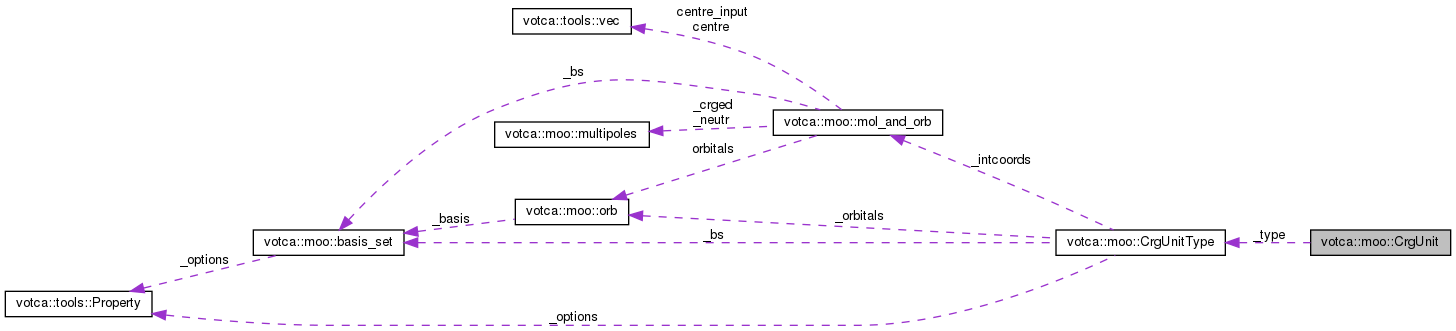 centre_input
centre
votca::tools::vec
_bs
_crged
_neutr
votca::moo::mol_and_orb
votca::moo::multipoles
orbitals
_intcoords
votca::moo::orb
_basis
_orbitals
_bs
_type
votca::moo::basis_set
votca::moo::CrgUnitType
votca::moo::CrgUnit
_options
votca::tools::Property
_options